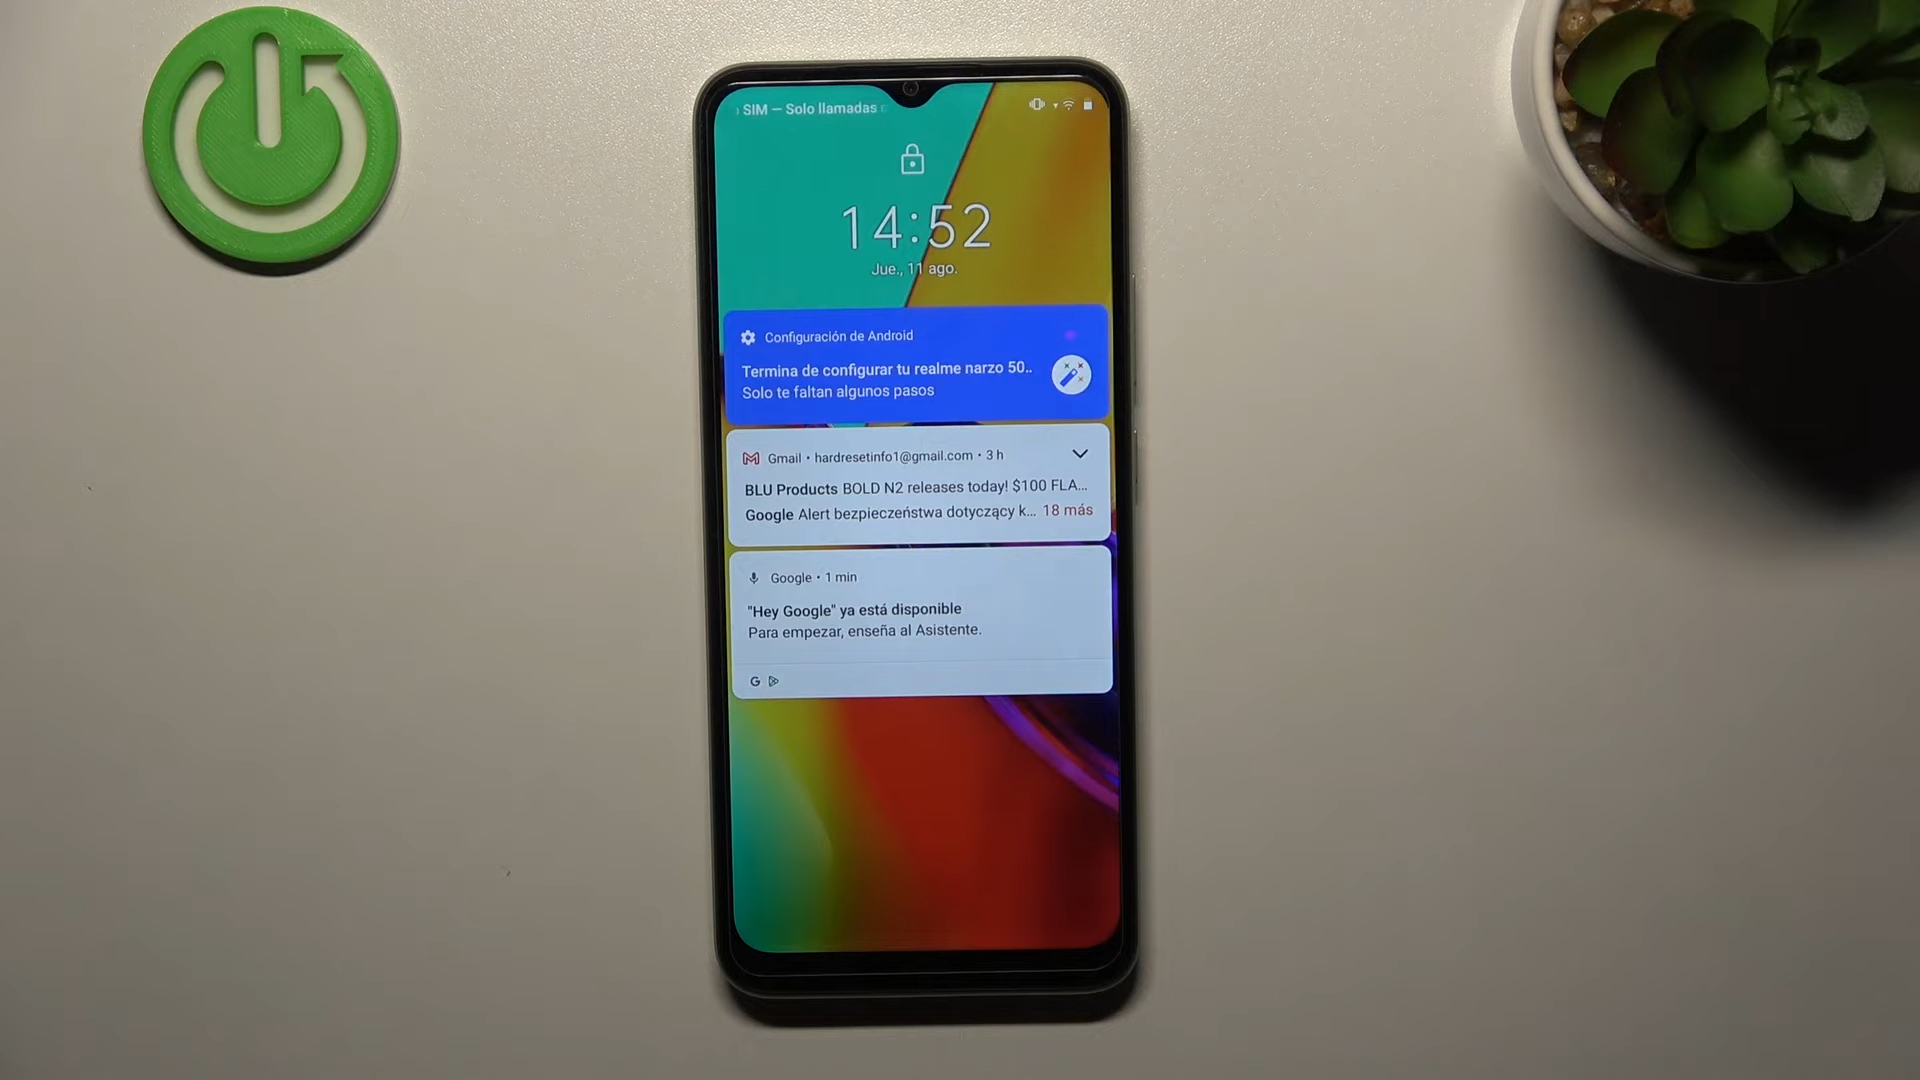 SIM — Solo llamadas
14:52
Jue., 11 ago.
Configuración de Android
Termina de configurar tu realme narzo 50..
Solo te faltan algunos pasos
Gmail • hardresetinfo1@gmail.com • 3 h
BLU Products BOLD N2 releases today! $100 FLA...
Google Alert bezpieczeństwa dotyczący k... 18 más
Google • 1 min
"Hey Google" ya está disponible
Para empezar, enseña al Asistente.